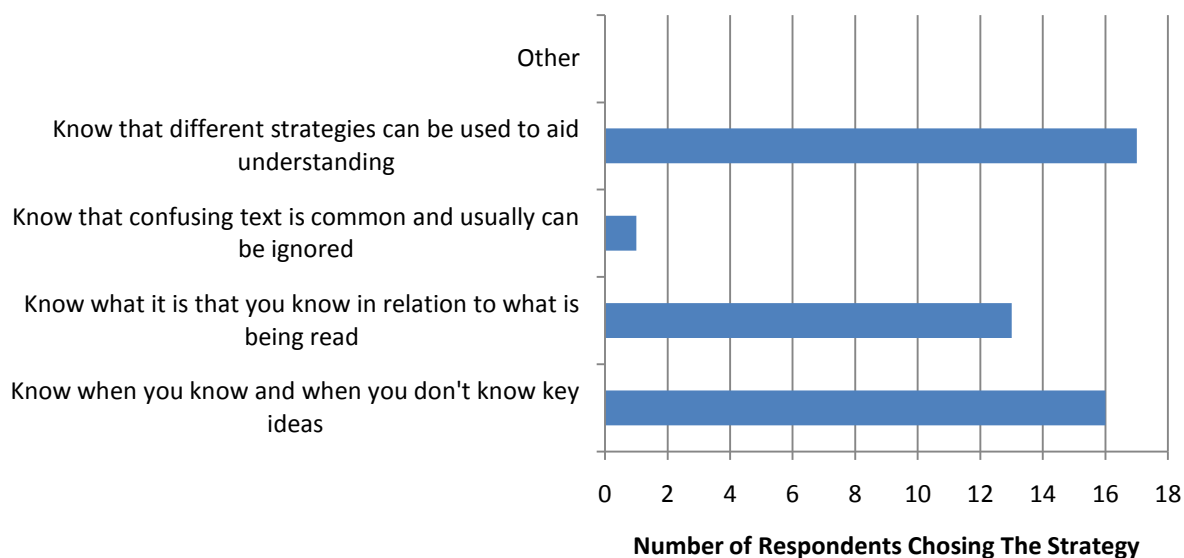 Other
Know that different strategies can be used to aid
understanding
Know that confusing text is common and usually can
be ignored
Know what it is that you know in relation to what is
being read
Know when you know and when you don't know key
ideas
0 2 4 6 8 10 12 14 16 18
Number of Respondents Chosing The Strategy